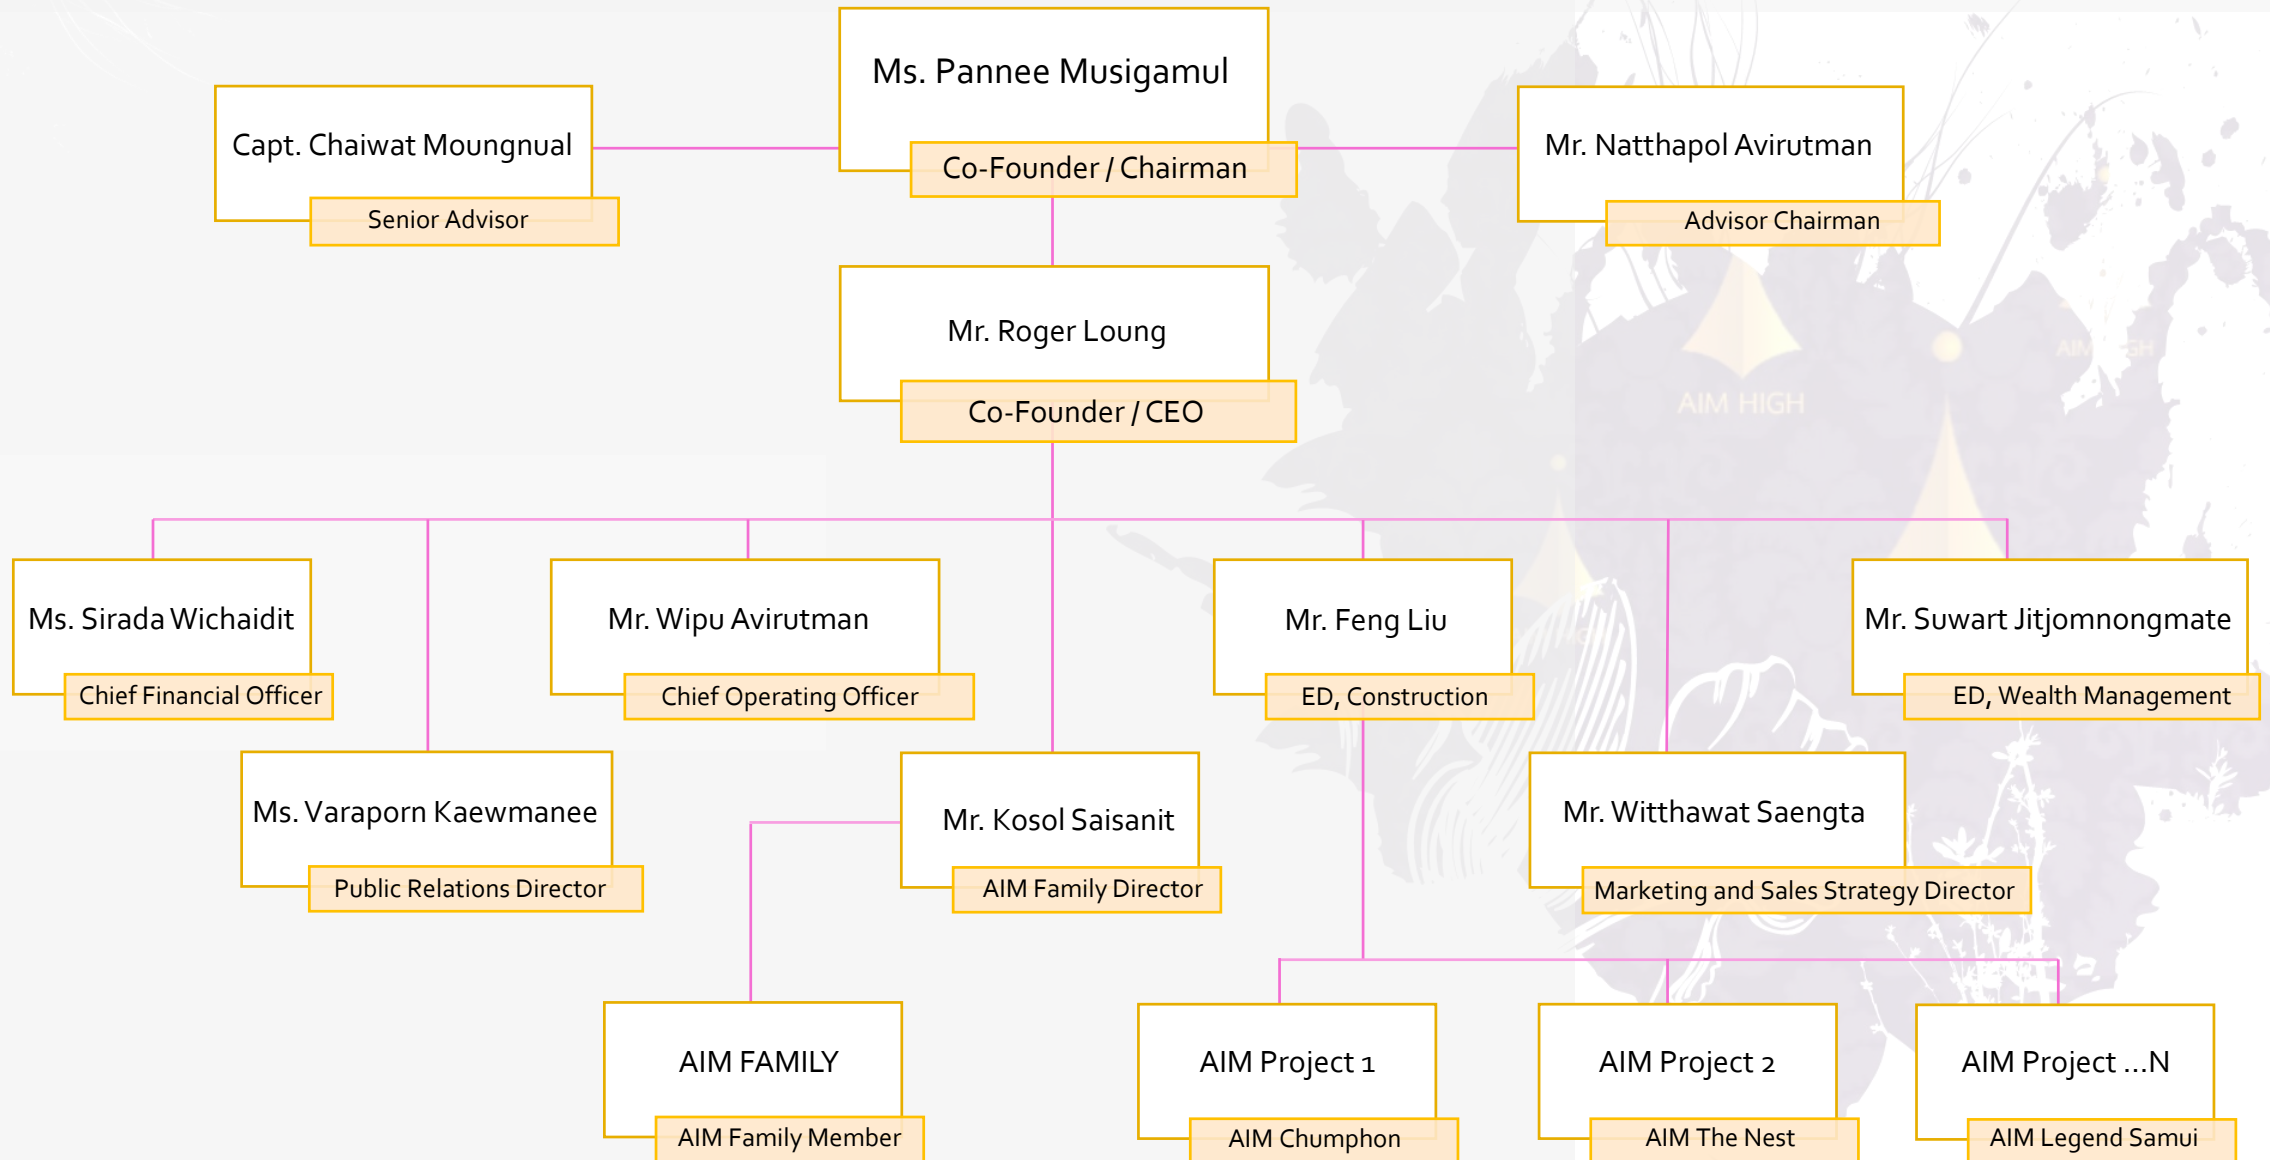 Ms. Pannee Musigamul
Co-Founder / Chairman
Capt. Chaiwat Moungnual
Senior Advisor
Mr. Natthapol Avirutman
Advisor Chairman
Mr. Roger Loung
Co-Founder / CEO
AIM HIGH
Ms. Sirada Wichaidit
Chief Financial Officer
Mr. Wipu Avirutman
Chief Operating Officer
Mr. Feng Liu
ED, Construction
Mr. Suwart Jitjomnongmate
ED, Wealth Management
Ms. Varaporn Kaewmanee
Public Relations Director
Mr. Kosol Saisanit
AIM Family Director
Mr. Witthawat Saengta
Marketing and Sales Strategy Director
AIM FAMILY
AIM Family Member
AIM Project 1
AIM Chumphon
AIM Project 2
AIM The Nest
AIM Project ...N
AIM Legend Samui